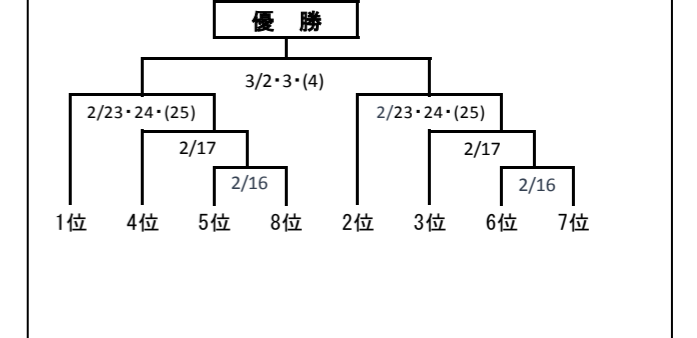 優　勝
3/2・3・(4)
2/23・24・(25)
2/23・24・(25)
2/17
2/17
2/16
2/16
1位
4位
5位
8位
2位
3位
6位
7位